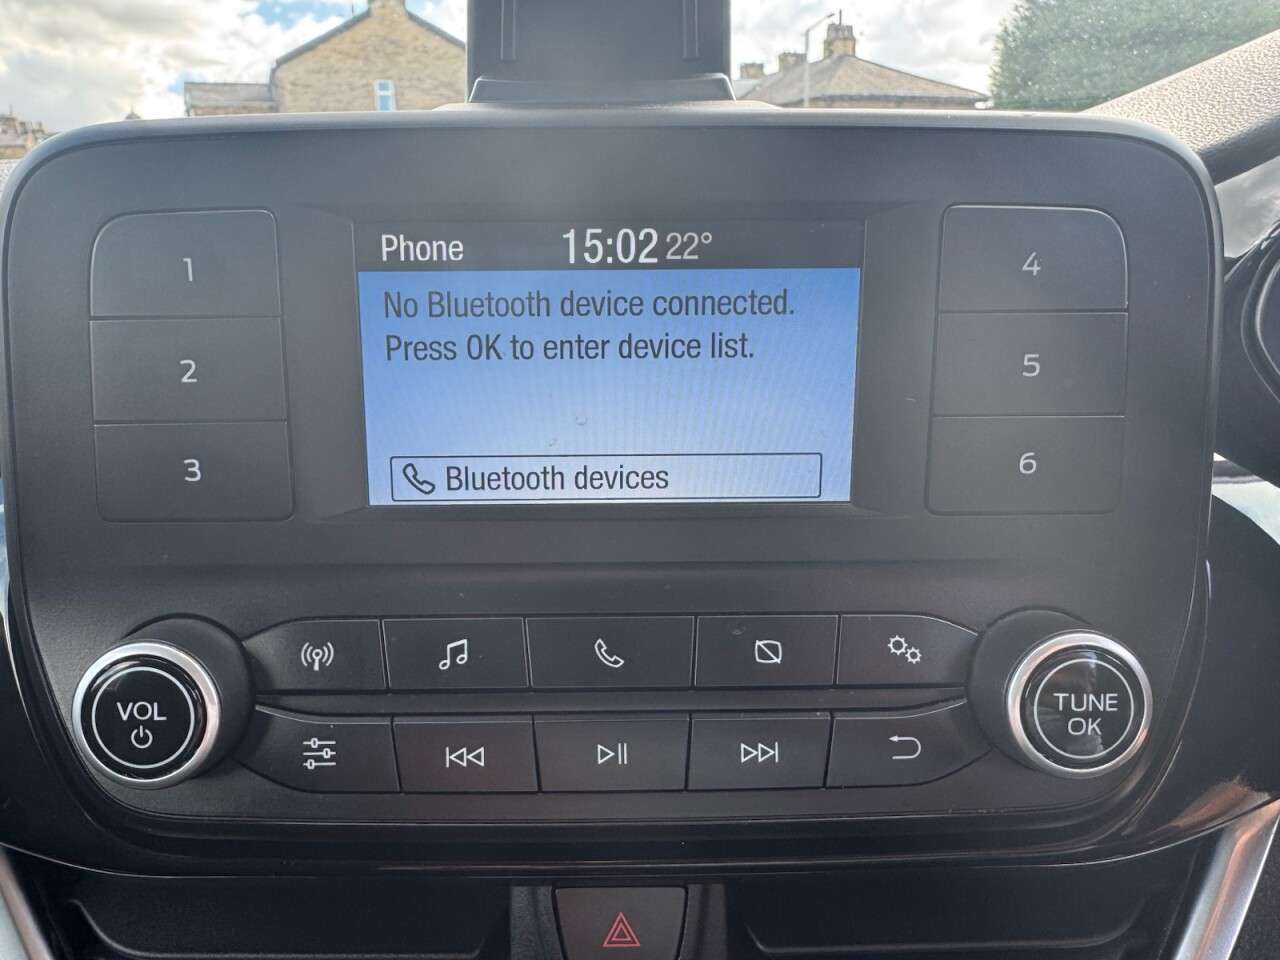 Phone 15:02 22°
No Bluetooth device connected.
Press OK to enter device list.
Bluetooth devices
1
2
3
4
5
6
VOL
TUNE
OK